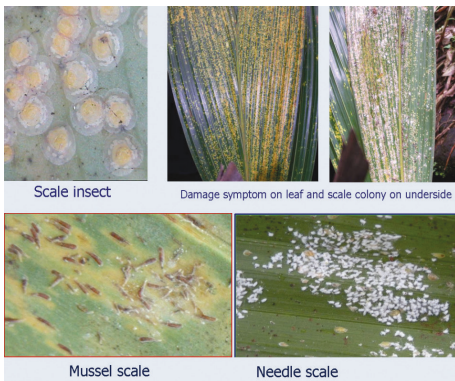 Scale insect
Damage symptom on leaf and scale colony on underside
Mussel scale
Needle scale